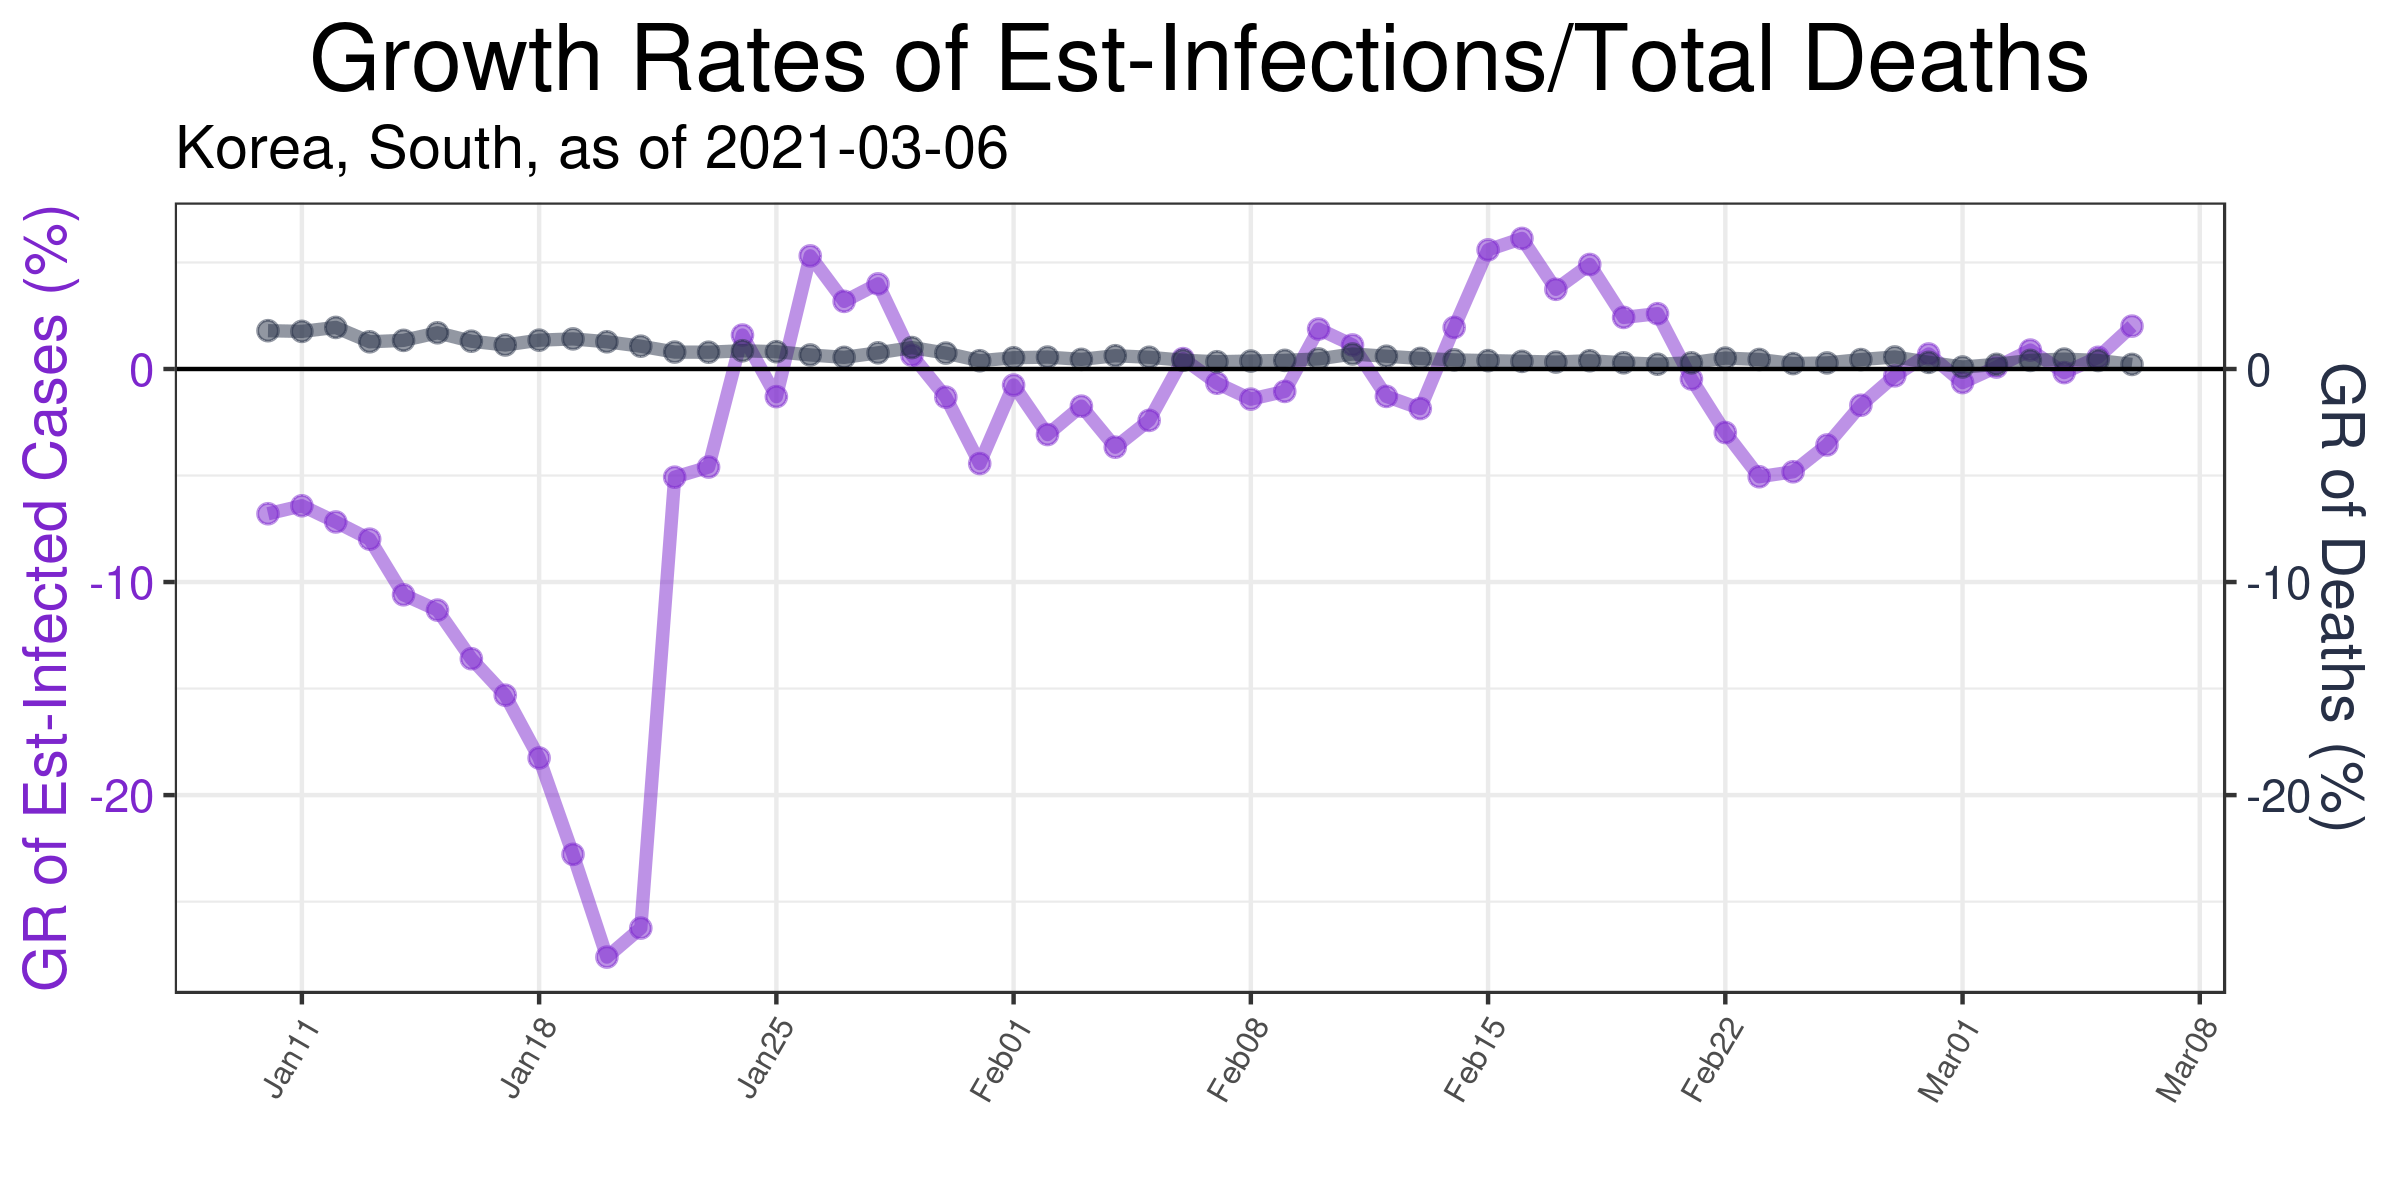 Growth Rates of Est-Infections/Total Deaths
Korea, South, as of 2021-03-06
GR of Est-Infected Cases (%)
0
-10
-20
0
-10
-20
GR of Deaths (%)
Jan11
Jan18
Jan25
Feb01
Feb08
Feb15
Feb22
Mar01
Mar08